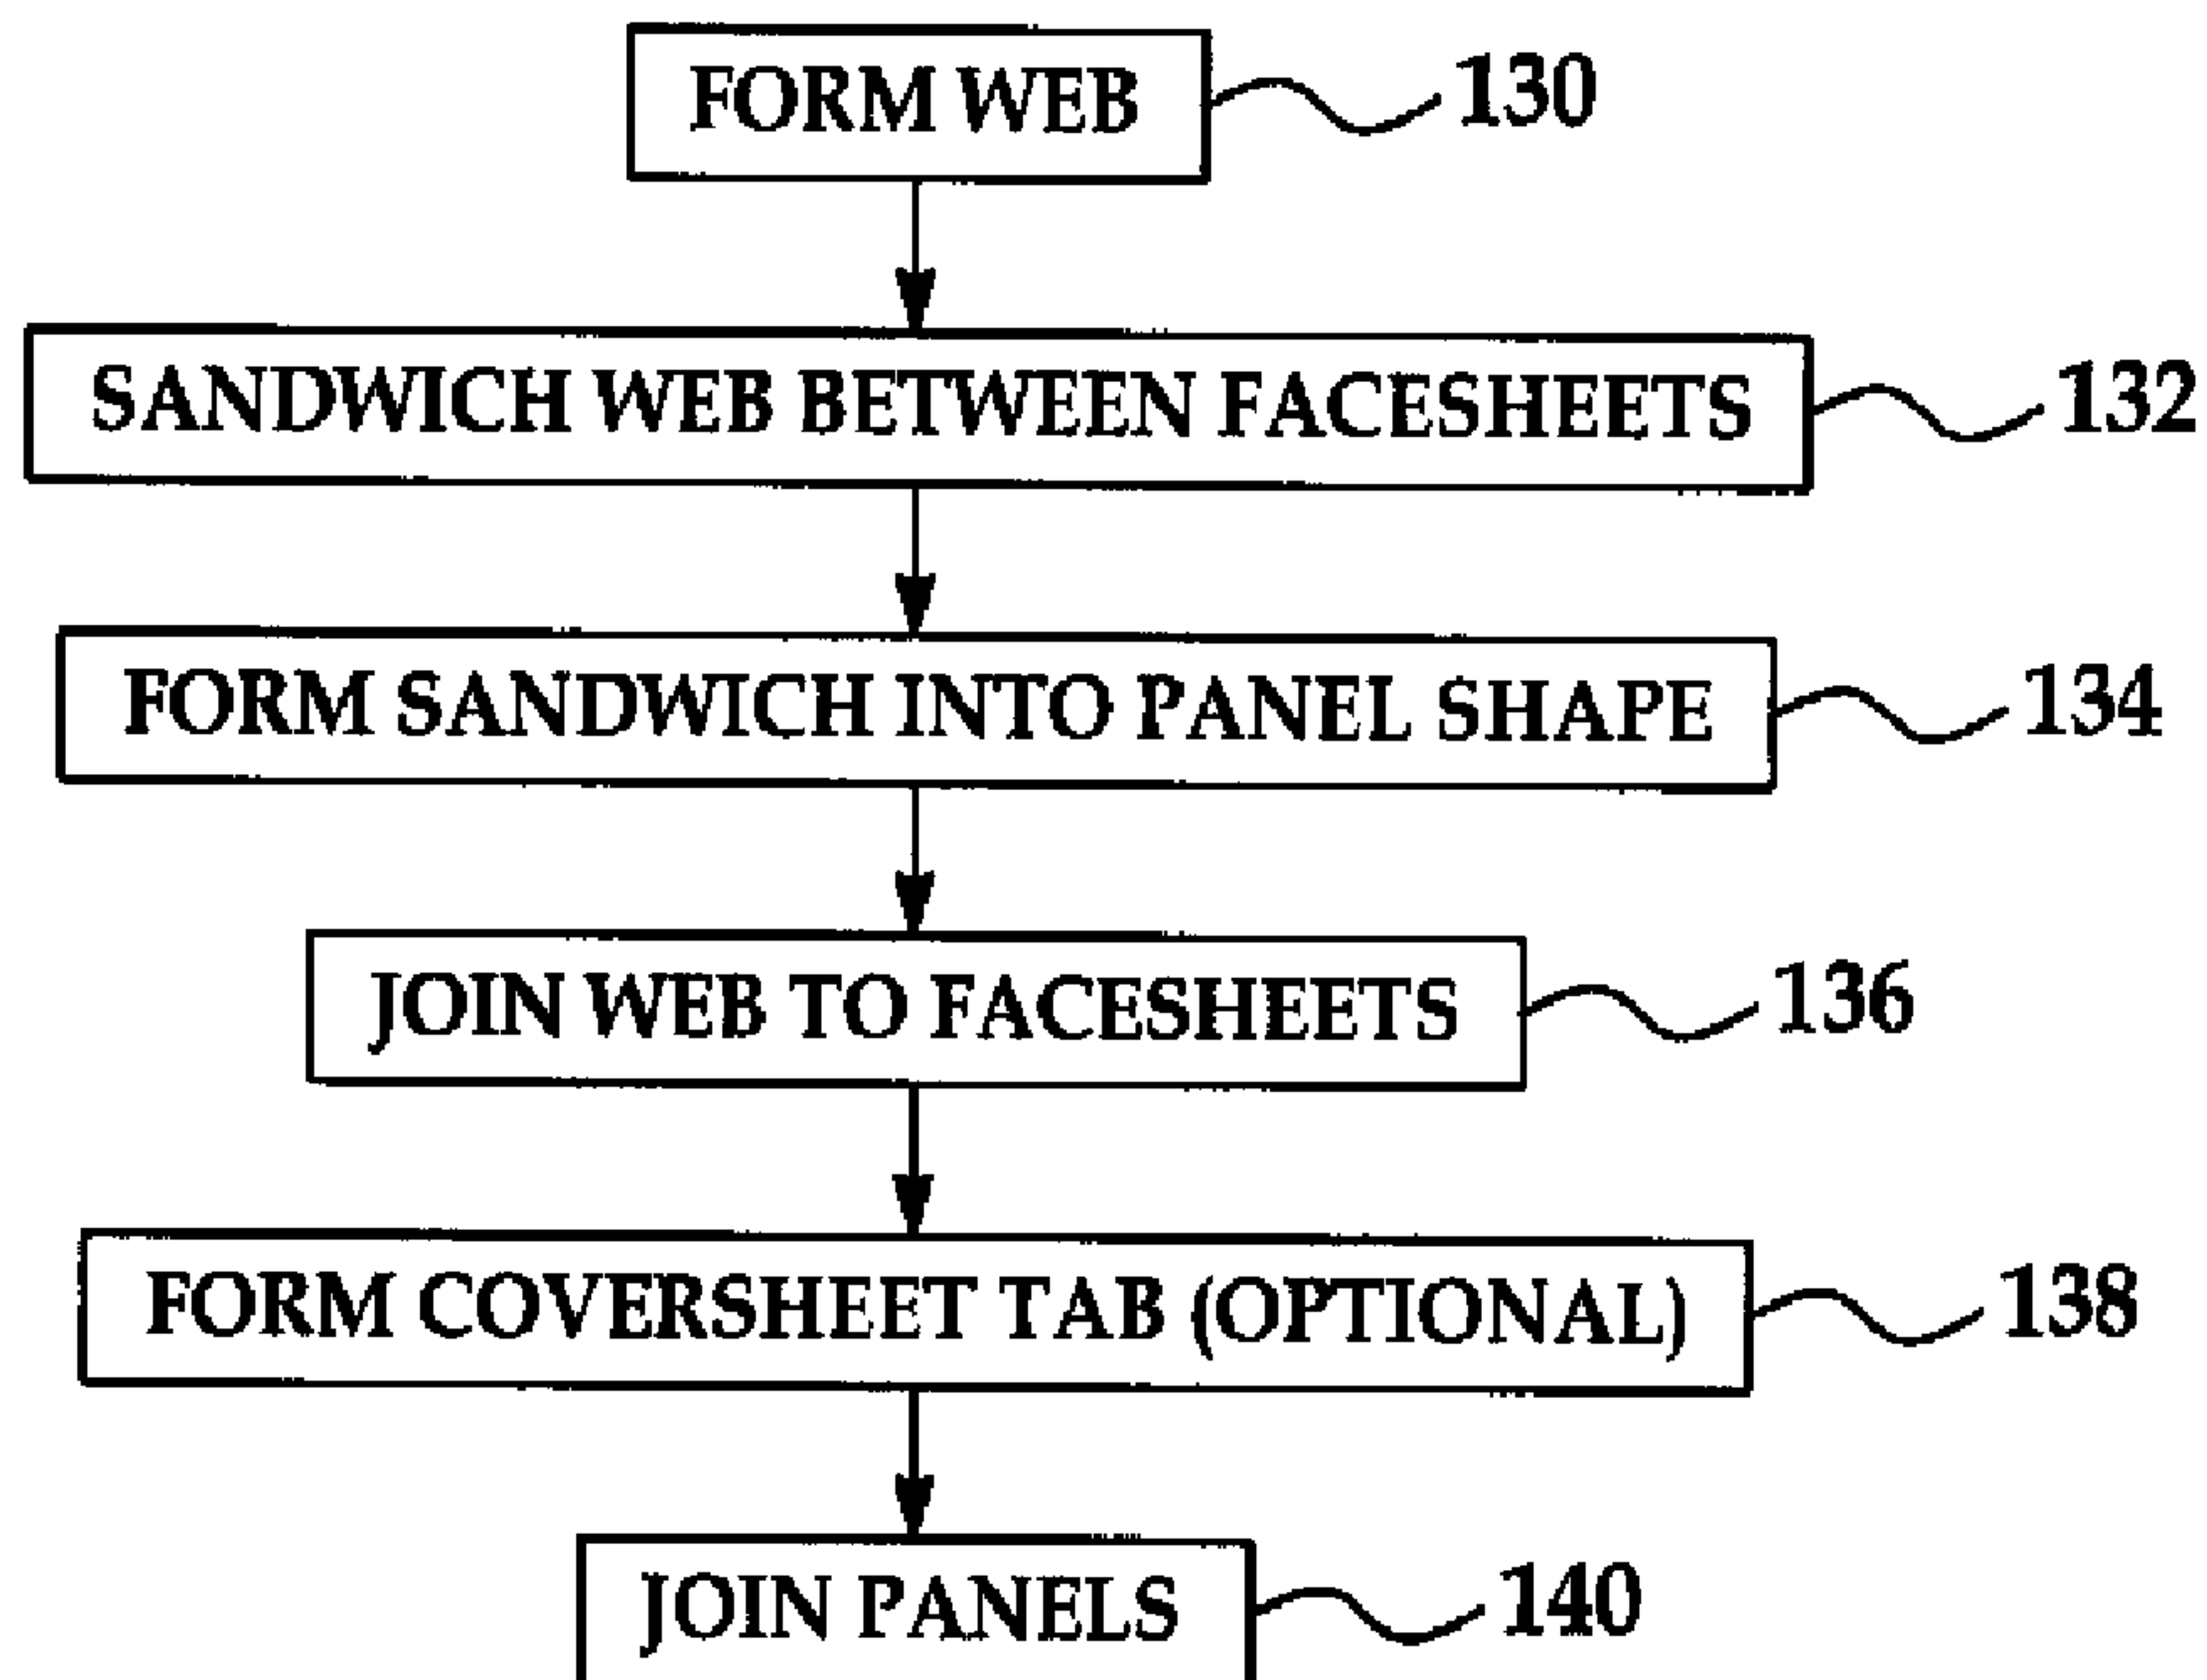 FORM WEB 130
SANDWICH WEB BETWEEN FACESHEETS 132
FORM SANDWICH INTO PANEL SHAPE 134
JOIN WEB TO FACESHEETS 136
FORM COVERSHEET TAB (OPTIONAL) 138
JOIN PANELS 140